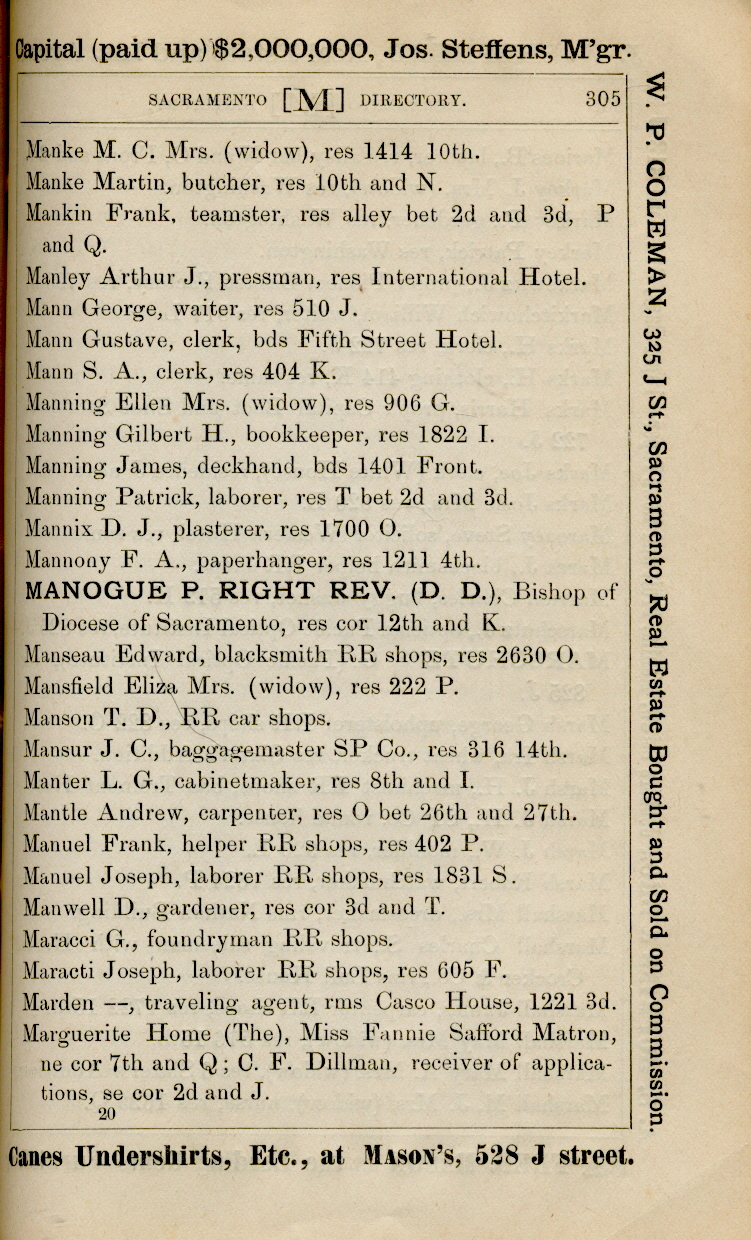 Capital (paid up) $2,000,000, Jos. Steffens, M'gr.
SACRAMENTO [M] DIRECTORY. 305
Manke M. C. Mrs. (widow), res 1414 10th.
Manke Martin, butcher, res 10th and N.
Mankin Frank, teamster, res alley bet 2d and 3d, P
and Q.
Manley Arthur J., pressman, res International Hotel.
Mann George, waiter, res 510 J.
Mann Gustave, clerk, bds Fifth Street Hotel.
Mann S. A., clerk, res 404 K.
Manning Ellen Mrs. (widow), res 906 G.
Manning Gilbert H., bookkeeper, res 1822 I.
Manning James, deckhand, bds 1401 Front.
Manning Patrick, laborer, res T bet 2d and 3d.
Mannix D. J., plasterer, res 1700 O.
Mannony F. A., paperhanger, res 1211 4th.
MANOGUE P. RIGHT REV. (D. D.), Bishop of
Diocese of Sacramento, res cor 12th and K.
Manseau Edward, blacksmith RR shops, res 2630 O.
Mansfield Eliza Mrs. (widow), res 222 P.
Manson T. D., RR car shops.
Mansur J. C., baggagemaster SP Co., res 316 14th.
Manter L. G., cabinetmaker, res 8th and I.
Mantle Andrew, carpenter, res O bet 26th and 27th.
Manuel Frank, helper RR shops, res 402 P.
Manuel Joseph, laborer RR shops, res 1831 S.
Manwell D., gardener, res cor 3d and T.
Maracci G., foundryman RR shops.
Maracti Joseph, laborer RR shops, res 605 F.
Marden —–, traveling agent, rms Casco House, 1221 3d.
Marguerite Home (The), Miss Fannie Safford Matron,
ne cor 7th and Q; C. F. Dillman, receiver of applica-
tions, se cor 2d and J.
20
Canes Undershirts, Etc., at MASON'S, 528 J street.
W. P. COLEMAN, 325 J St., Sacramento, Real Estate Bought and Sold on Commission.